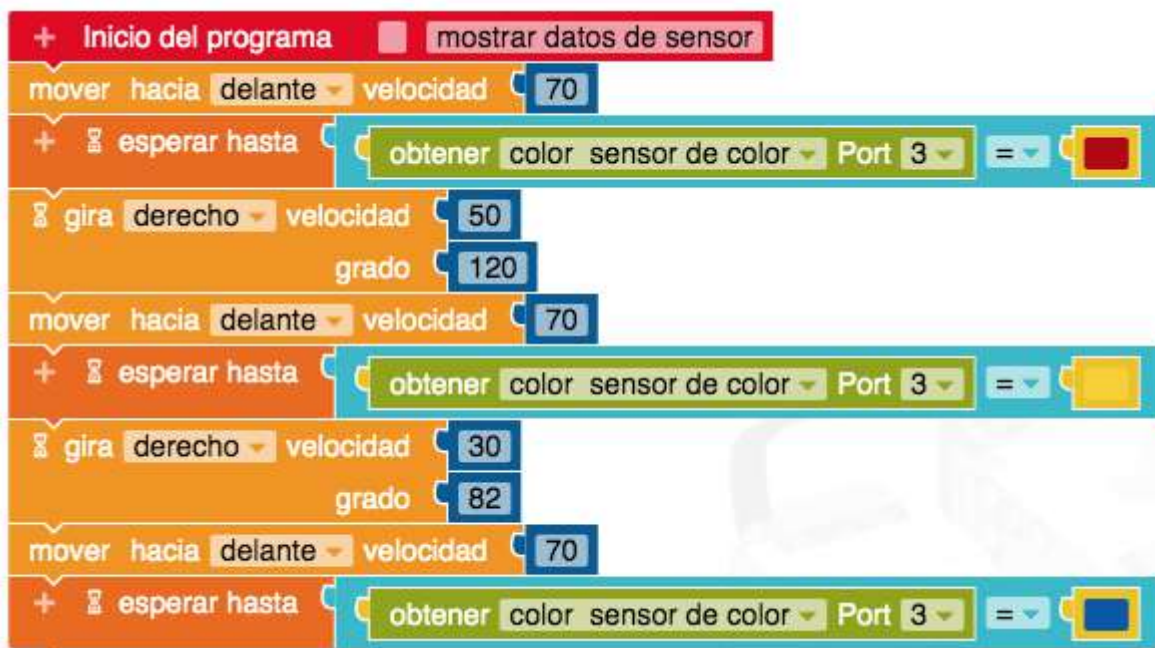 + Inicio del programa mostrar datos de sensor
mover hacia delante velocidad 70
+ esperar hasta obtener color sensor de color Port 3 =
gira derecho velocidad 50
grado 120
mover hacia delante velocidad 70
+ esperar hasta obtener color sensor de color Port 3 =
gira derecho velocidad 30
grado 82
mover hacia delante velocidad 70
+ esperar hasta obtener color sensor de color Port 3 =